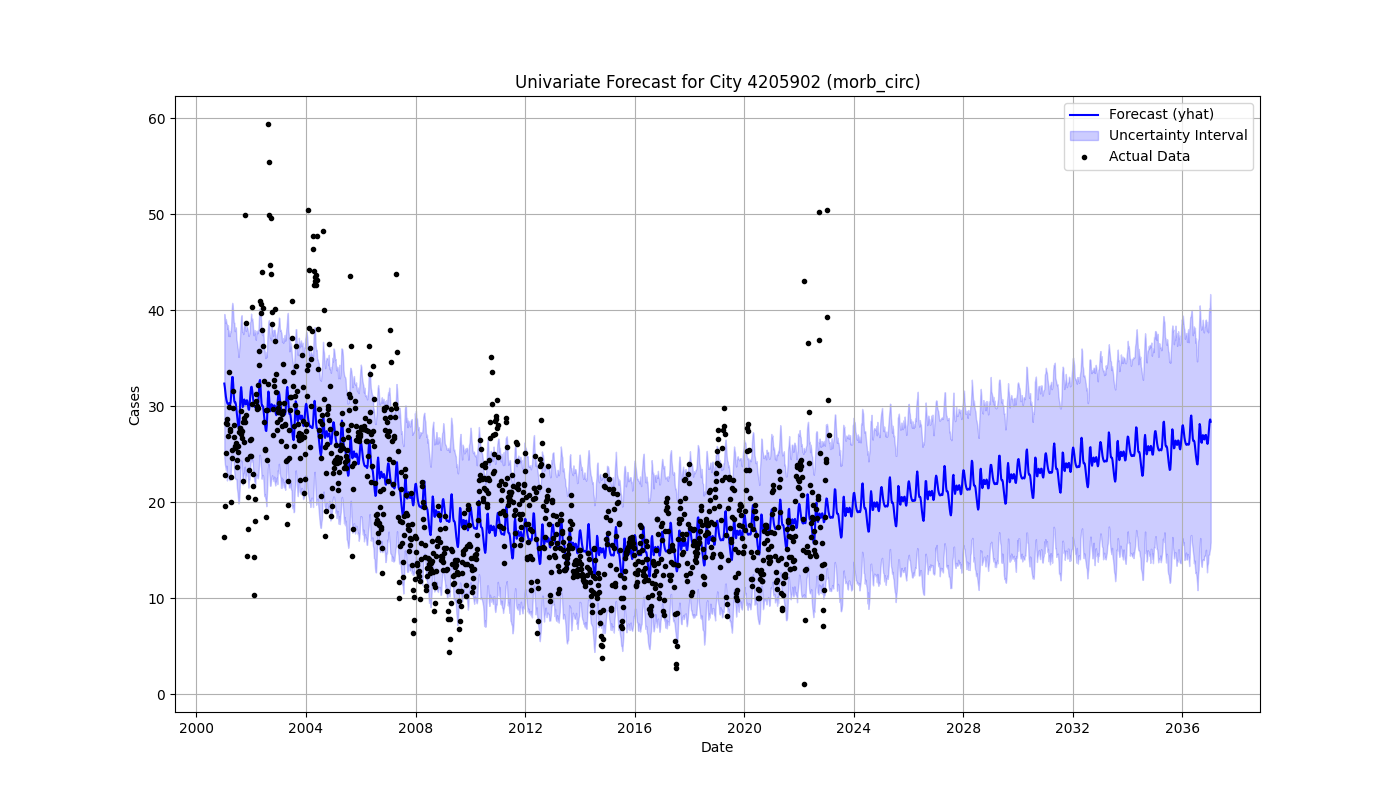 Univariate Forecast for City 4205902 (morb_circ)
Forecast (yhat)
Uncertainty Interval
Actual Data
60
50
40
30
20
10
0
Cases
2000 2004 2008 2012 2016 2020 2024 2028 2032 2036
Date